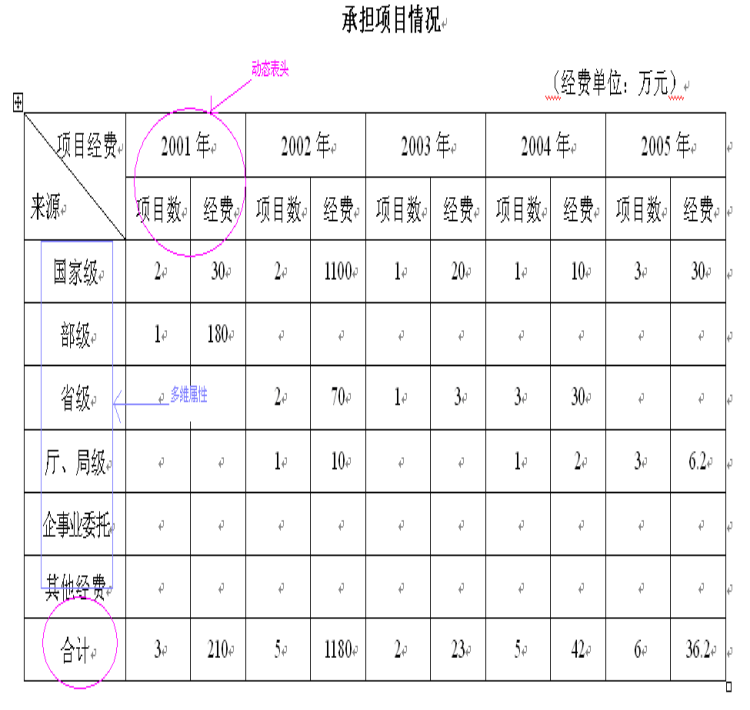 承担项目情况
动态表头
（经费单位：万元）
项目经费 2001年 2002年 2003年 2004年 2005年
来源 项目数 经费 项目数 经费 项目数 经费 项目数 经费 项目数 经费
国家级 2 30 2 1100 1 20 1 10 3 30
部级 1 180
省级 多维属性 2 70 1 3 3 30
厅、局级 1 10 1 2 3 6.2
企事业委托
其他经费
合计 3 210 5 1180 2 23 5 42 6 36.2